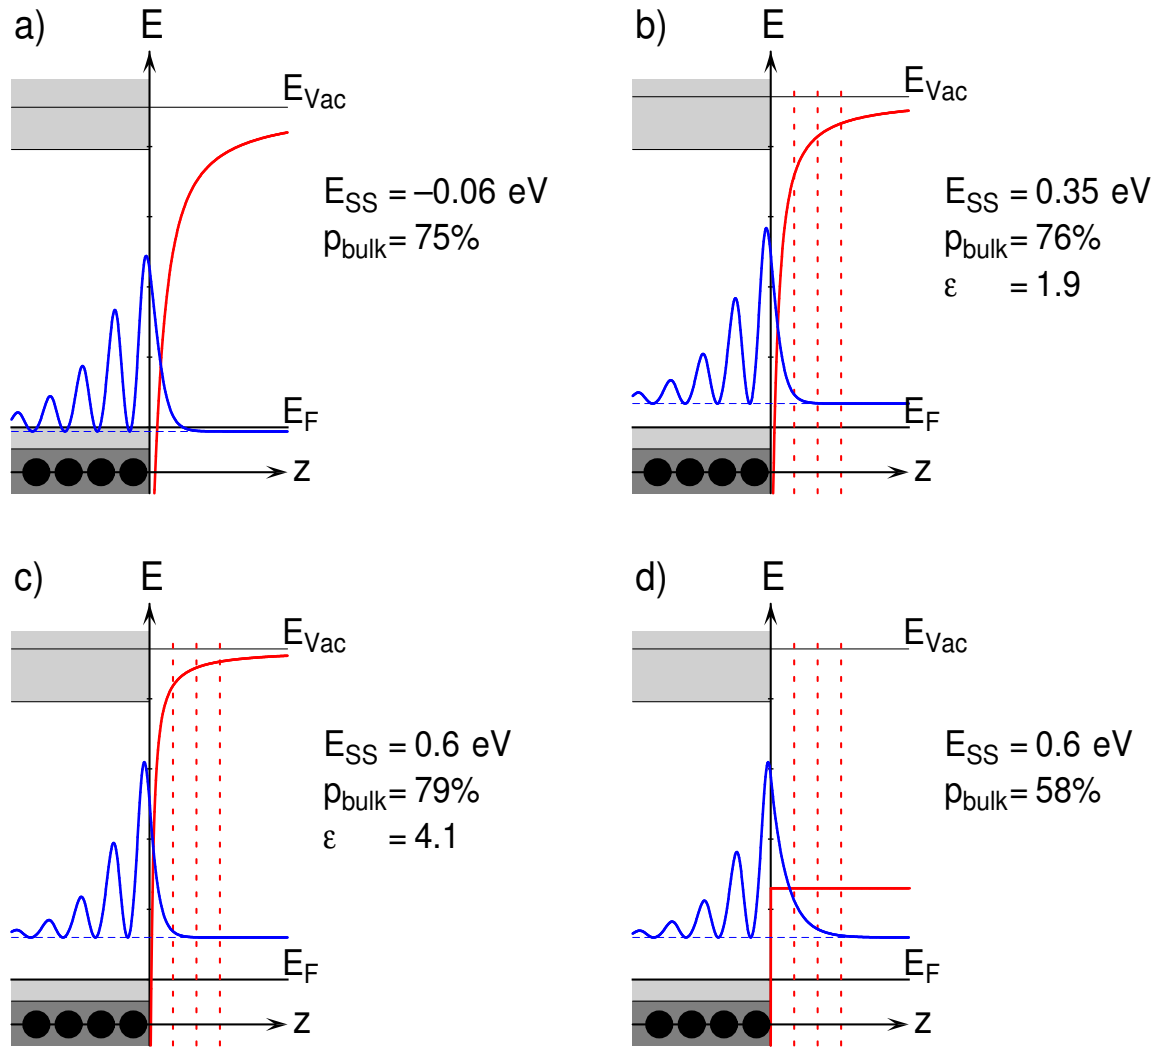 a)
E
E_Vac
E_SS = –0.06 eV
p_bulk = 75%
E_F
z
b)
E
E_Vac
E_SS = 0.35 eV
p_bulk = 76%
ε = 1.9
E_F
z
c)
E
E_Vac
E_SS = 0.6 eV
p_bulk = 79%
ε = 4.1
E_F
z
d)
E
E_Vac
E_SS = 0.6 eV
p_bulk = 58%
E_F
z